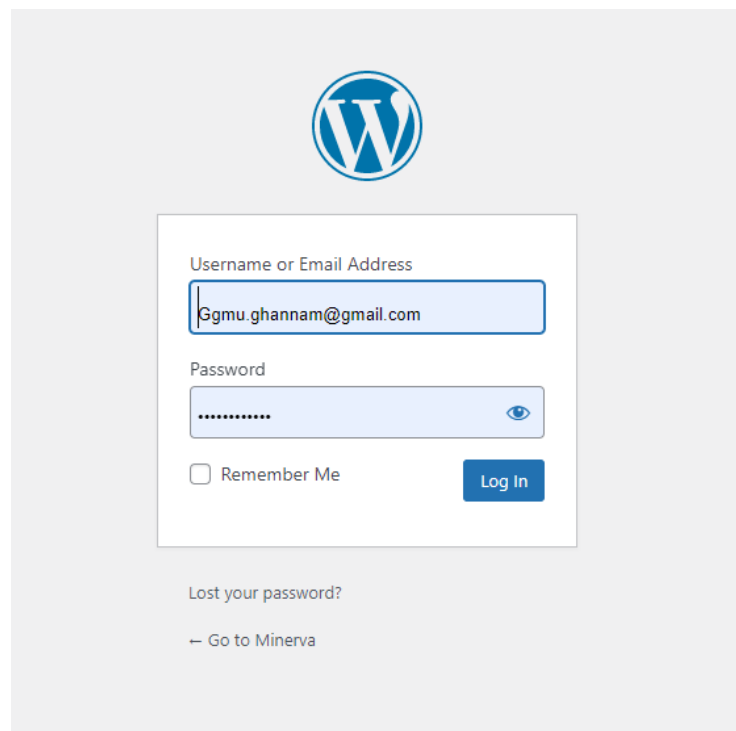 Username or Email Address
Ggmu.ghannam@gmail.com
Password
••••••••••••
Remember Me
Log In
Lost your password?
← Go to Minerva